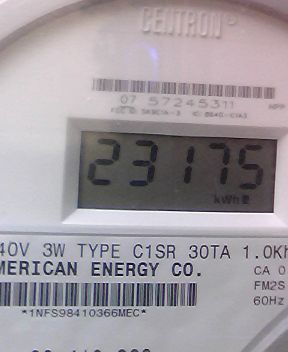 CENTRON®
07 57245311
23175
kWh
40V 3W TYPE C1SR 30TA 1.0Kh
MERICAN ENERGY CO.
CA 0
FM2S
60Hz
*1NFS98410366MEC*